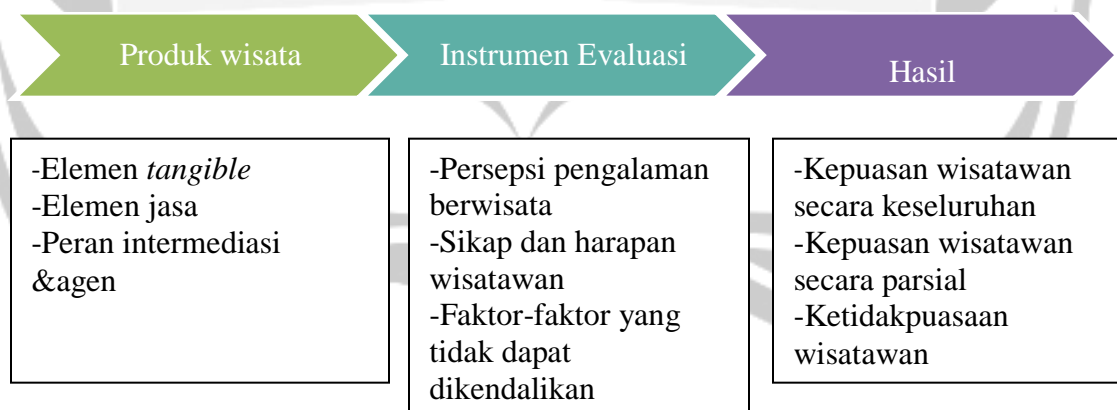 Produk wisata
Instrumen Evaluasi
Hasil
-Elemen tangible
-Elemen jasa
-Peran intermediasi
&agen
-Persepsi pengalaman
berwisata
-Sikap dan harapan
wisatawan
-Faktor-faktor yang
tidak dapat
dikendalikan
-Kepuasan wisatawan
secara keseluruhan
-Kepuasan wisatawan
secara parsial
-Ketidakpuasaan
wisatawan